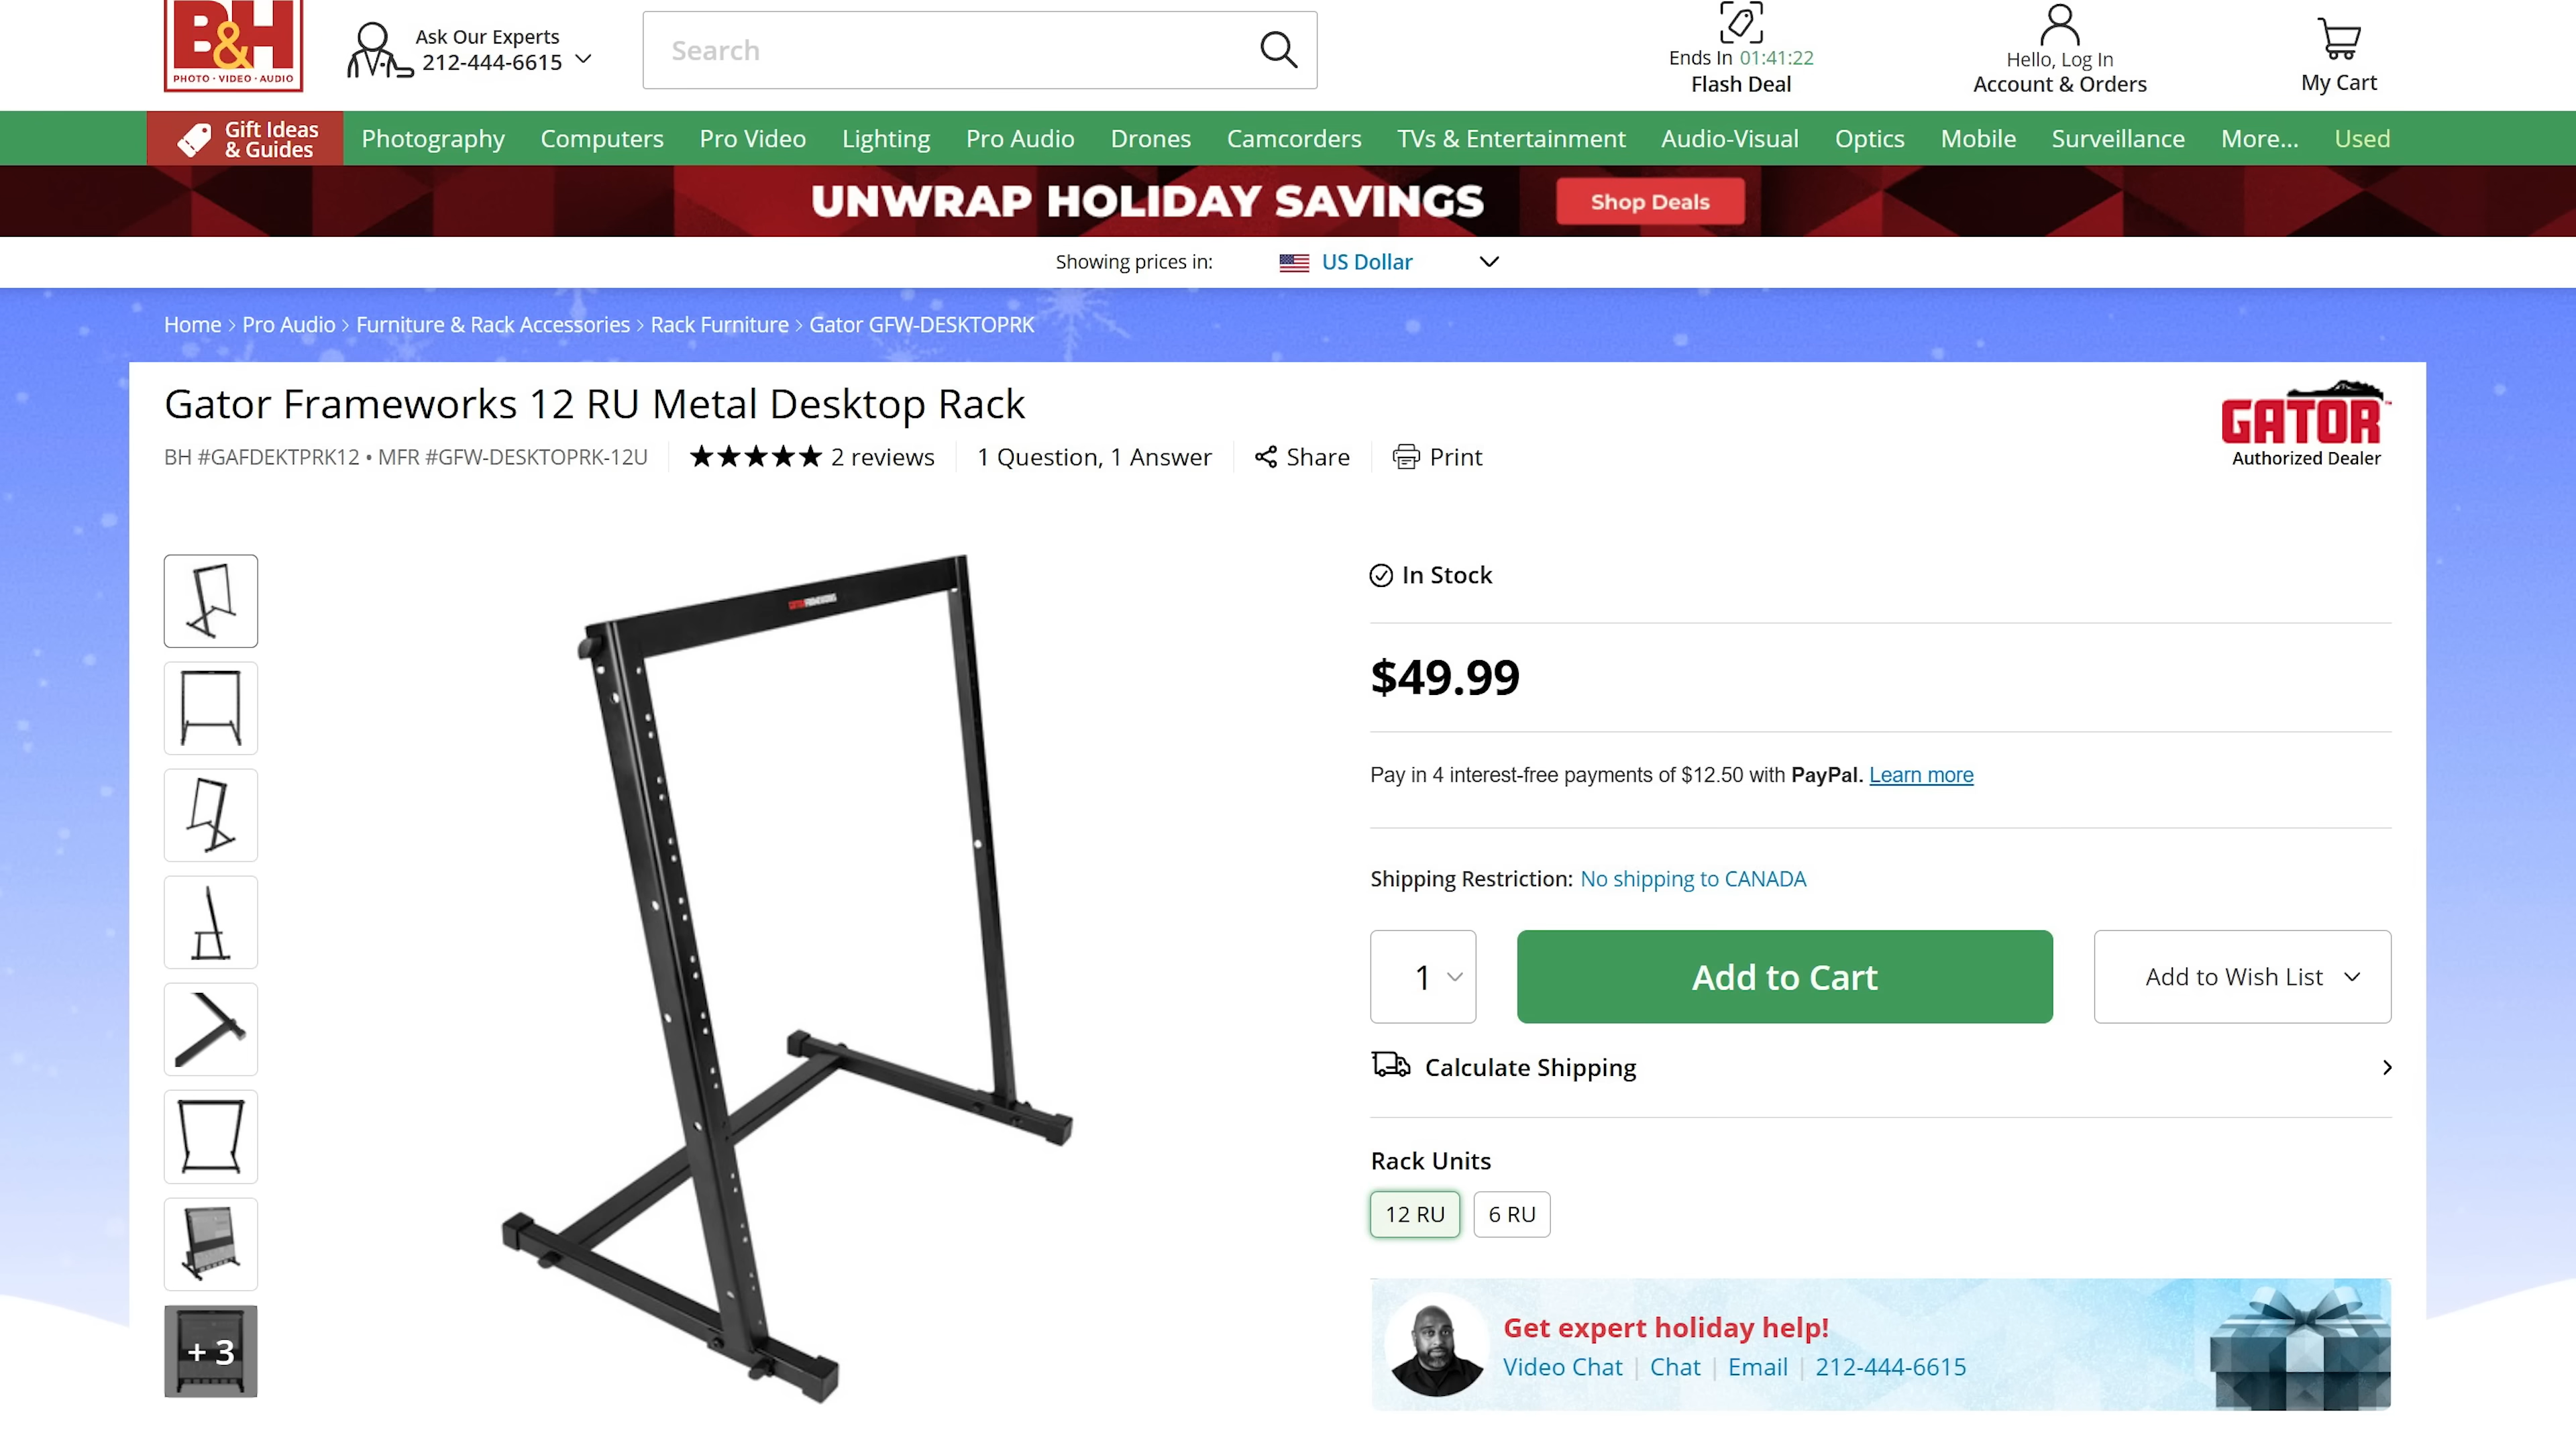 B&H
PHOTO · VIDEO · AUDIO
Ask Our Experts
212-444-6615
Search
Ends In 01:41:22
Flash Deal
Hello, Log In
Account & Orders
My Cart
Gift Ideas
& Guides
Photography Computers Pro Video Lighting Pro Audio Drones Camcorders TVs & Entertainment Audio-Visual Optics Mobile Surveillance More... Used
UNWRAP HOLIDAY SAVINGS Shop Deals
Showing prices in: US Dollar
Home > Pro Audio > Furniture & Rack Accessories > Rack Furniture > Gator GFW-DESKTOPRK
Gator Frameworks 12 RU Metal Desktop Rack
BH #GAFDEKTPRK12 • MFR #GFW-DESKTOPRK-12U
2 reviews
1 Question, 1 Answer
Share
Print
GATOR™
Authorized Dealer
GATORFRAMEWORKS
In Stock
$49.99
Pay in 4 interest-free payments of $12.50 with PayPal. Learn more
Shipping Restriction: No shipping to CANADA
1
Add to Cart
Add to Wish List
Calculate Shipping
Rack Units
12 RU 6 RU
+ 3
Get expert holiday help!
Video Chat | Chat | Email | 212-444-6615